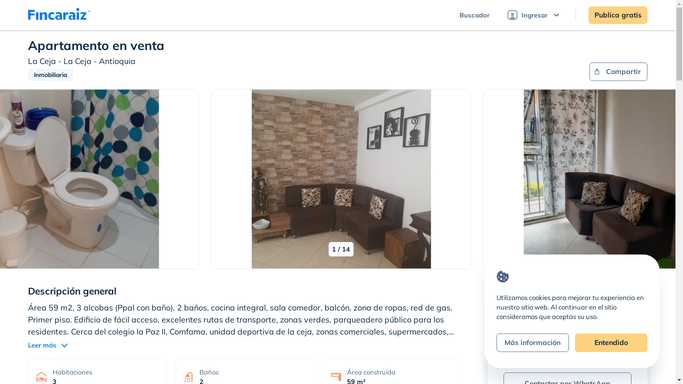 Fincaraiz
Buscador
Ingresar
Publica gratis
Apartamento en venta
La Ceja - La Ceja - Antioquia
Inmobiliaria
Compartir
1 / 14
Descripción general
Área 59 m2, 3 alcobas (Ppal con baño), 2 baños, cocina integral, sala comedor, balcón, zona de ropas, red de gas.
Primer piso. Edificio de fácil acceso, excelentes rutas de transporte, zonas verdes, parqueadero público para los
residentes. Cerca del colegio la Paz II, Comfama, unidad deportiva de la ceja, zonas comerciales, supermercados,...
Leer más
Habitaciones
3
Baños
2
Área construida
59 m²
Utilizamos cookies para mejorar tu experiencia en
nuestro sitio web. Al continuar en el sitio
consideramos que aceptas su uso.
Más información
Entendido
Contactar por WhatsApp